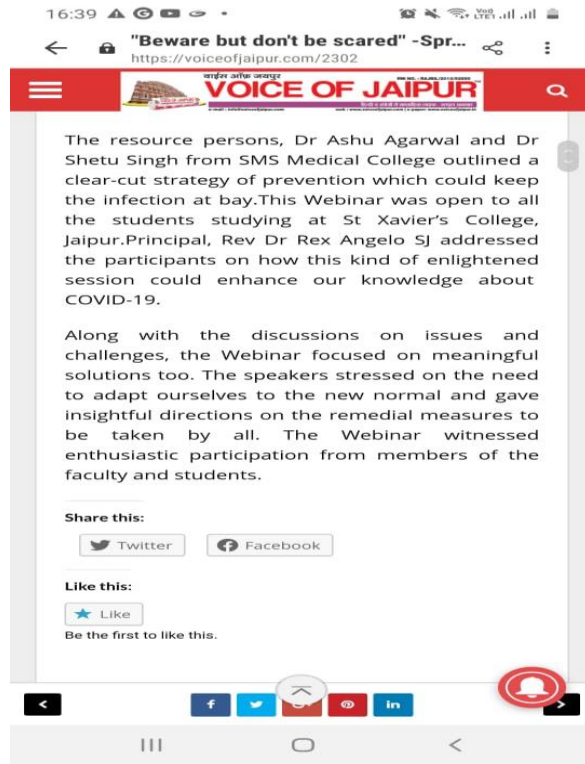 16:39
"Beware but don't be scared" -Spr...
https://voiceofjaipur.com/2302
वाईस ऑफ़ जयपुर
VOICE OF JAIPUR
The resource persons, Dr Ashu Agarwal and Dr
Shetu Singh from SMS Medical College outlined a
clear-cut strategy of prevention which could keep
the infection at bay.This Webinar was open to all
the students studying at St Xavier's College,
Jaipur.Principal, Rev Dr Rex Angelo SJ addressed
the participants on how this kind of enlightened
session could enhance our knowledge about
COVID-19.
Along with the discussions on issues and
challenges, the Webinar focused on meaningful
solutions too. The speakers stressed on the need
to adapt ourselves to the new normal and gave
insightful directions on the remedial measures to
be taken by all. The Webinar witnessed
enthusiastic participation from members of the
faculty and students.
Share this:
Twitter Facebook
Like this:
Like
Be the first to like this.